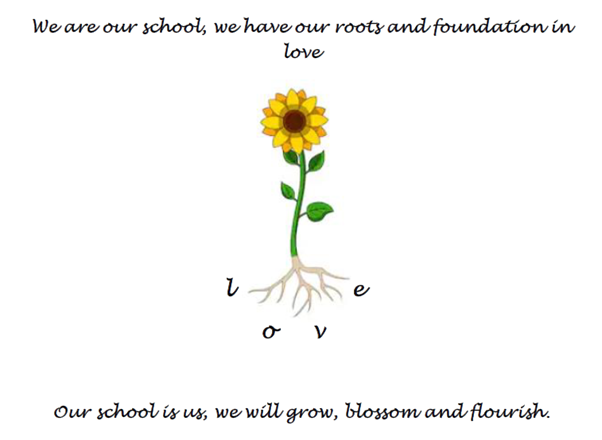 We are our school, we have our roots and foundation in
love
l e
o v
Our school is us, we will grow, blossom and flourish.